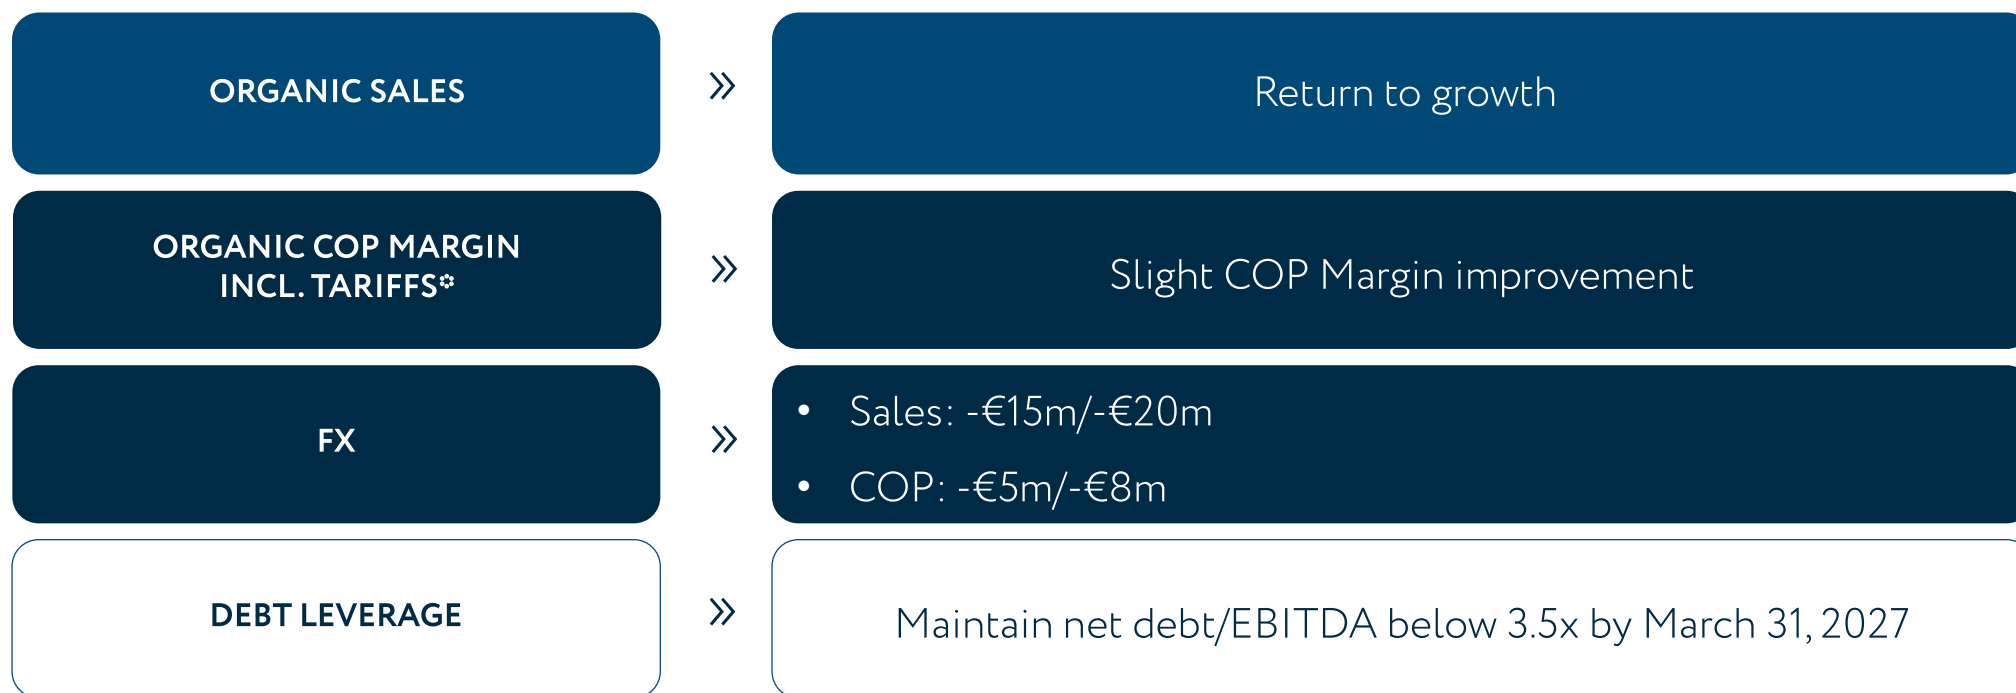 ORGANIC SALES
»
Return to growth
ORGANIC COP MARGIN
INCL. TARIFFS*
»
Slight COP Margin improvement
FX
»
• Sales: -€15m/-€20m
• COP: -€5m/-€8m
DEBT LEVERAGE
»
Maintain net debt/EBITDA below 3.5x by March 31, 2027